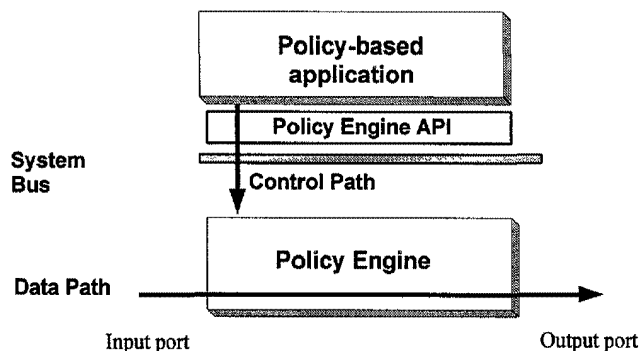 Policy-based
application
Policy Engine API
System
Bus
Control Path
Policy Engine
Data Path
Input port
Output port